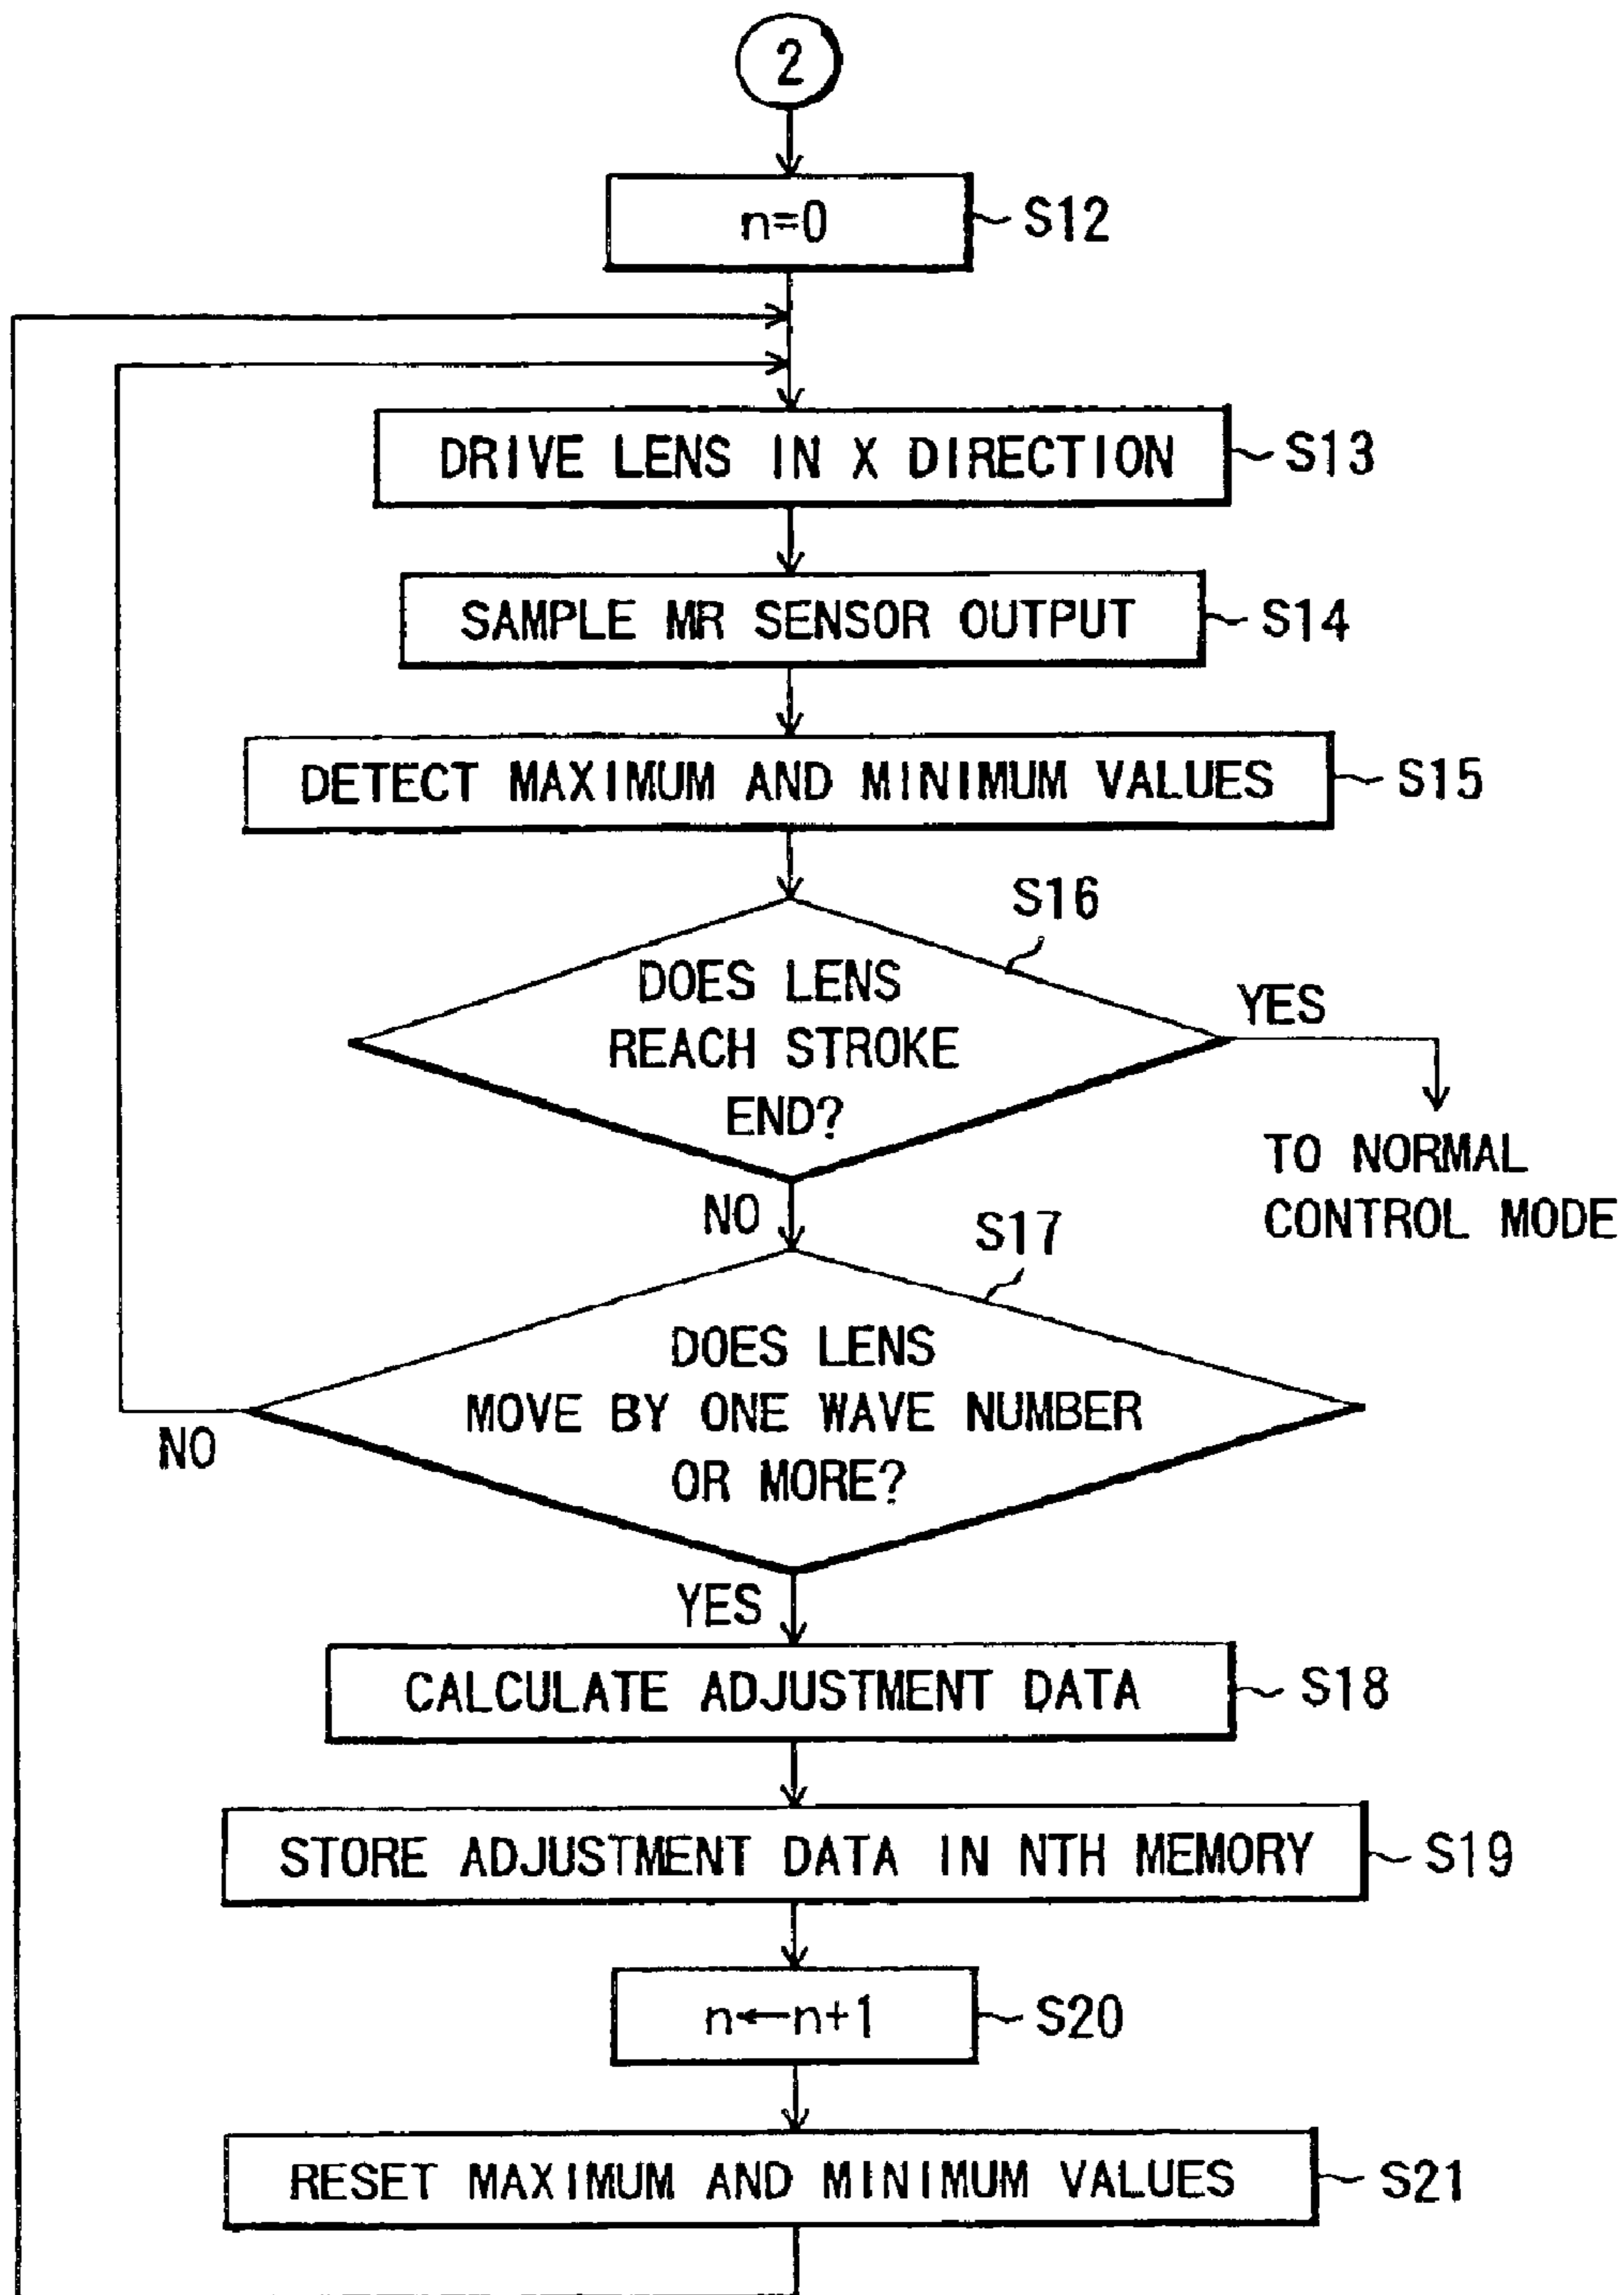 2
n=0
S12
DRIVE LENS IN X DIRECTION
S13
SAMPLE MR SENSOR OUTPUT
S14
DETECT MAXIMUM AND MINIMUM VALUES
S15
S16
DOES LENS
REACH STROKE
END?
YES
TO NORMAL
CONTROL MODE
NO
S17
DOES LENS
MOVE BY ONE WAVE NUMBER
OR MORE?
NO
YES
CALCULATE ADJUSTMENT DATA
S18
STORE ADJUSTMENT DATA IN NTH MEMORY
S19
n←n+1
S20
RESET MAXIMUM AND MINIMUM VALUES
S21